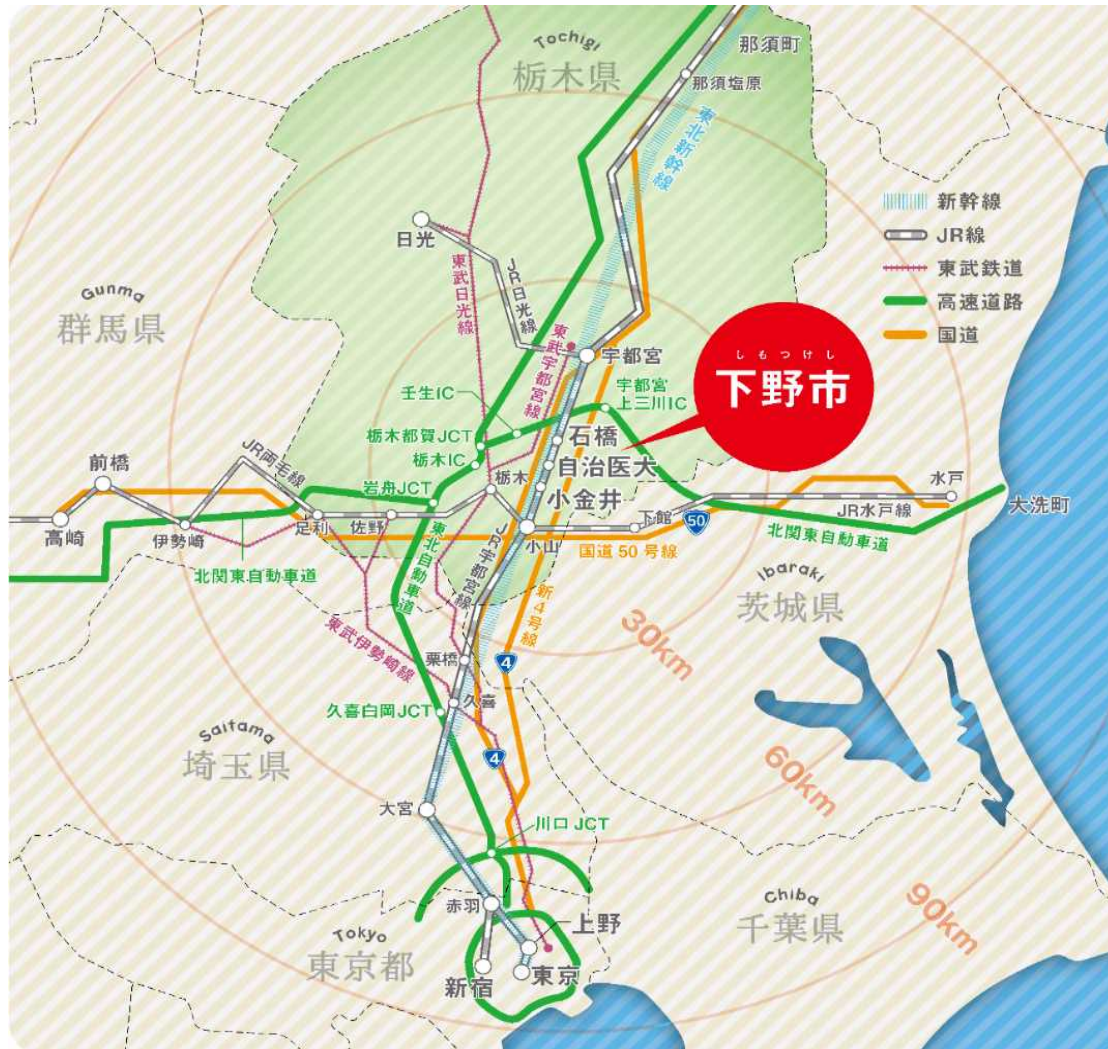 Tochigi
栃木県
那須町
那須塩原
東北新幹線
新幹線
JR線
東武鉄道
高速道路
国道
日光
東武日光線
JR日光線
東武宇都宮線
Gunma
群馬県
宇都宮
しもつけし
下野市
壬生IC
宇都宮
上三川IC
栃木都賀JCT
石橋
栃木IC
自治医大
前橋
JR両毛線
岩舟JCT
栃木
小金井
水戸
大洗町
高崎
伊勢崎
足利
佐野
小山
下館
50
JR水戸線
北関東自動車道
国道50号線
北関東自動車道
東北自動車道
JR宇都宮線
新4号線
Ibaraki
茨城県
30km
東武伊勢崎線
栗橋
4
久喜
久喜白岡JCT
Saitama
埼玉県
4
60km
大宮
川口JCT
90km
赤羽
Chiba
千葉県
上野
Tokyo
東京都
新宿
東京